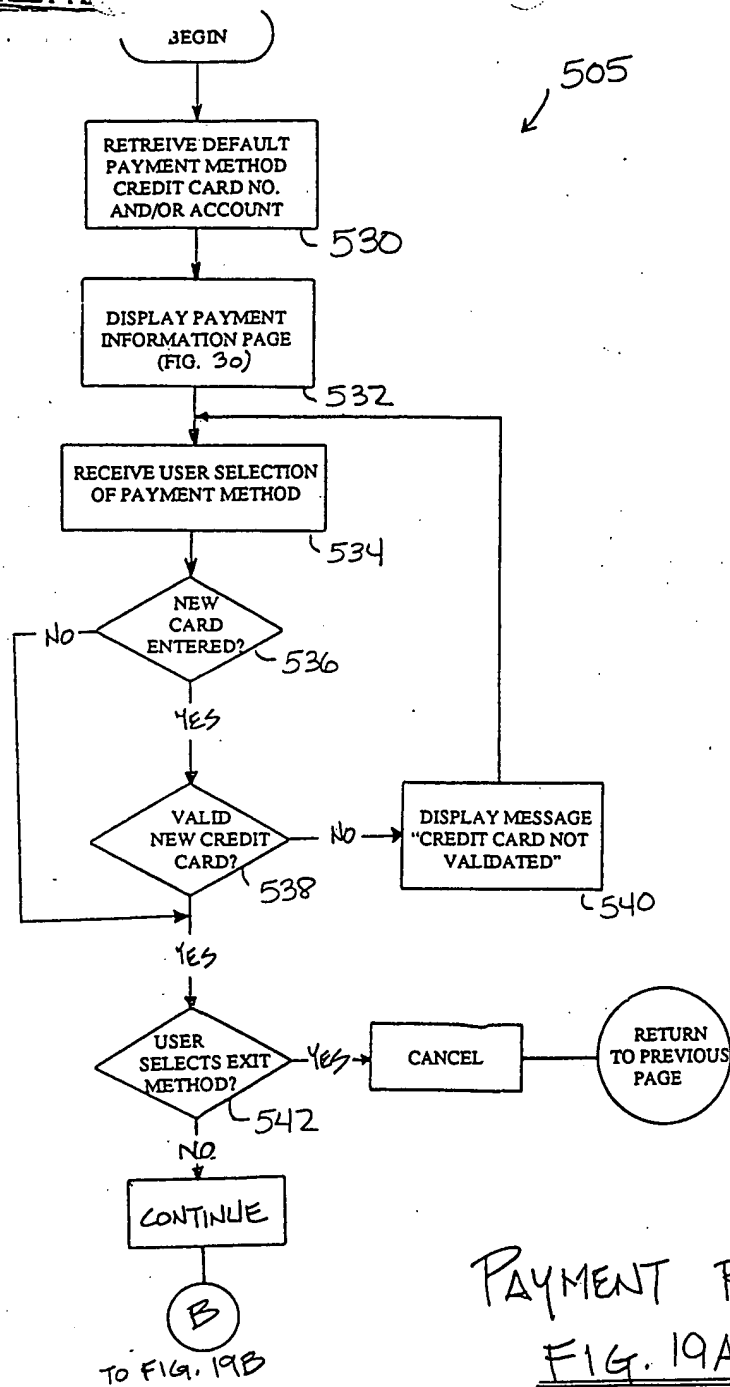 BEGIN
505
RETREIVE DEFAULT
PAYMENT METHOD
CREDIT CARD NO.
AND/OR ACCOUNT
530
DISPLAY PAYMENT
INFORMATION PAGE
(FIG. 30)
532
RECEIVE USER SELECTION
OF PAYMENT METHOD
534
NEW
CARD
ENTERED?
NO
536
YES
VALID
NEW CREDIT
CARD?
NO
538
DISPLAY MESSAGE
"CREDIT CARD NOT
VALIDATED"
540
YES
USER
SELECTS EXIT
METHOD?
YES
542
CANCEL
RETURN
TO PREVIOUS
PAGE
NO
CONTINUE
B
TO FIG. 19B
PAYMENT
FIG. 19A